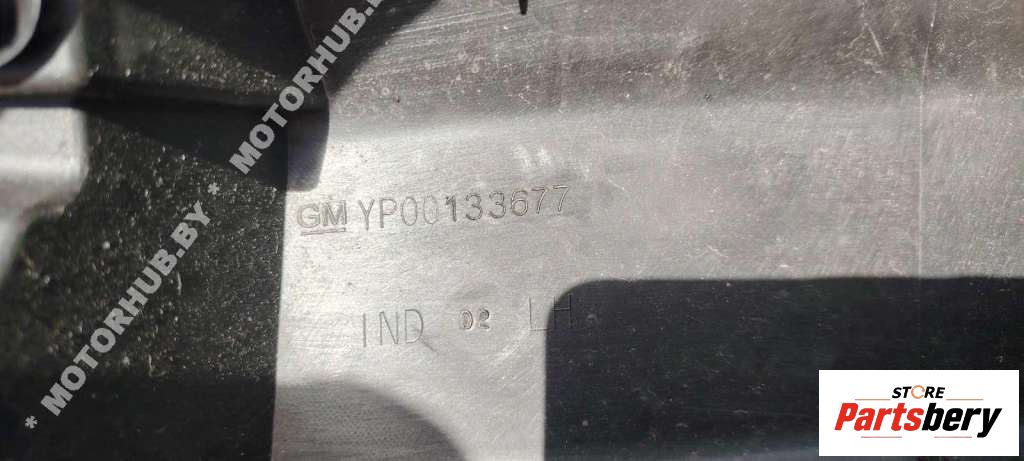 * MOTORHUB.BY * MOTORHUB.BY
GM YP00133677
IND 02 LH
STORE
Partsbery